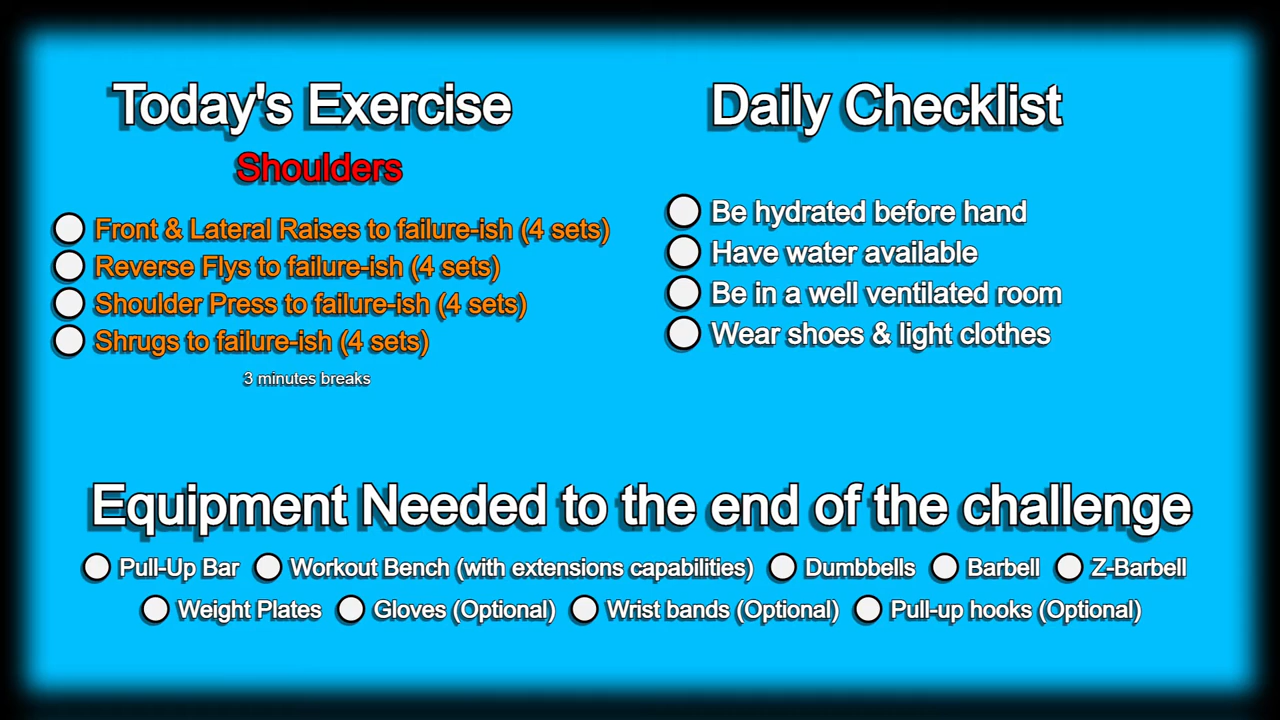 Today's Exercise
Shoulders
Front & Lateral Raises to failure-ish (4 sets)
Reverse Flys to failure-ish (4 sets)
Shoulder Press to failure-ish (4 sets)
Shrugs to failure-ish (4 sets)
3 minutes breaks
Daily Checklist
Be hydrated before hand
Have water available
Be in a well ventilated room
Wear shoes & light clothes
Equipment Needed to the end of the challenge
Pull-Up Bar Workout Bench (with extensions capabilities) Dumbbells Barbell Z-Barbell
Weight Plates Gloves (Optional) Wrist bands (Optional) Pull-up hooks (Optional)